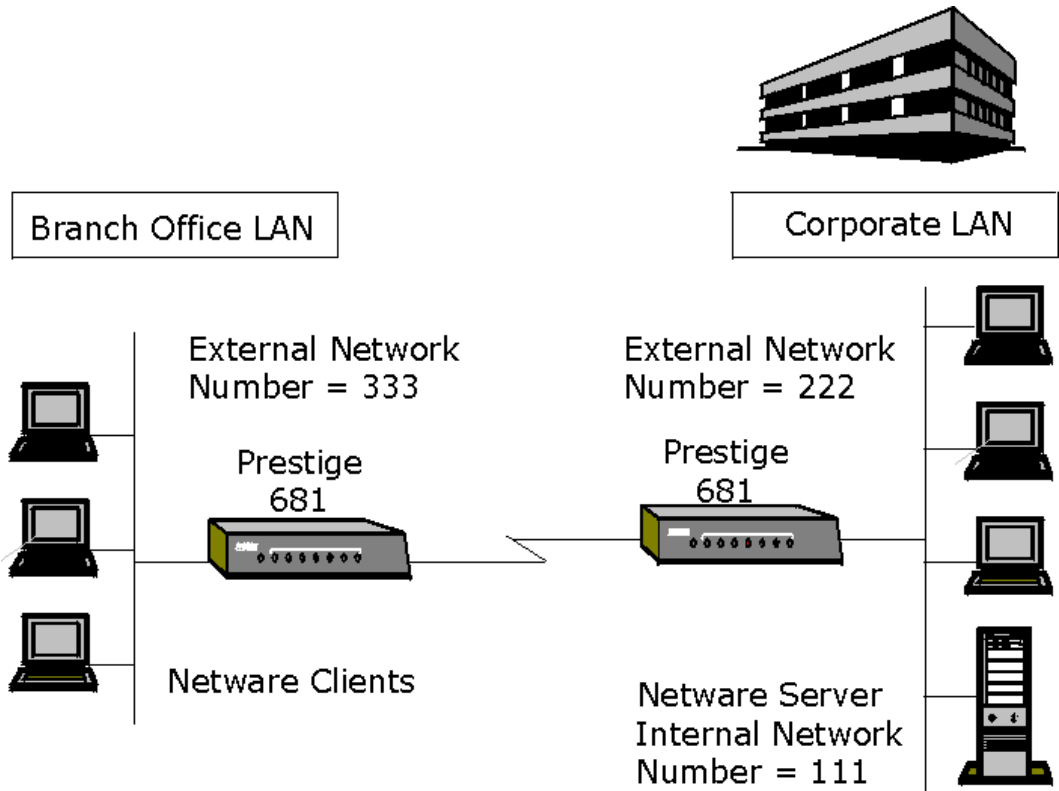 Branch Office LAN
Corporate LAN
External Network
Number = 333
External Network
Number = 222
Prestige
681
Prestige
681
Netware Clients
Netware Server
Internal Network
Number = 111